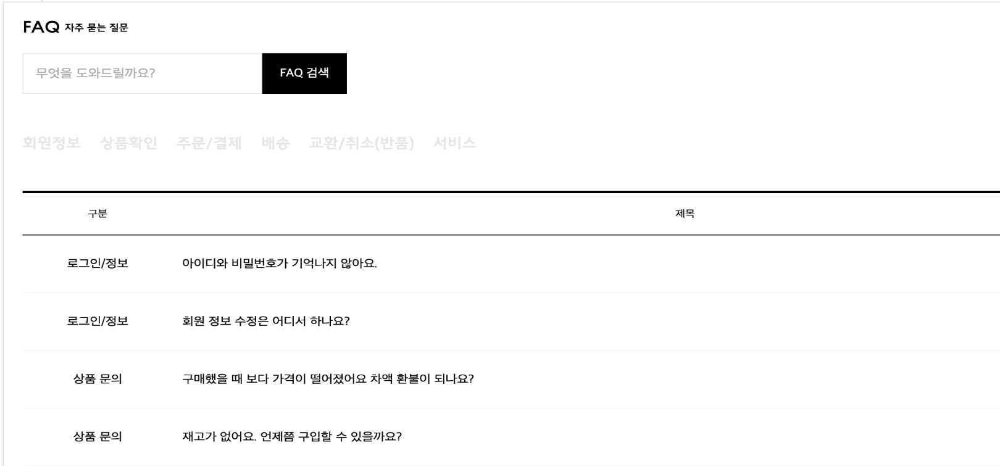 FAQ 자주 묻는 질문
무엇을 도와드릴까요? FAQ 검색
회원정보 상품확인 주문/결제 배송 교환/취소(반품) 서비스
구분 제목
로그인/정보 아이디와 비밀번호가 기억나지 않아요.
로그인/정보 회원 정보 수정은 어디서 하나요?
상품 문의 구매했을 때 보다 가격이 떨어졌어요 차액 환불이 되나요?
상품 문의 재고가 없어요. 언제쯤 구입할 수 있을까요?